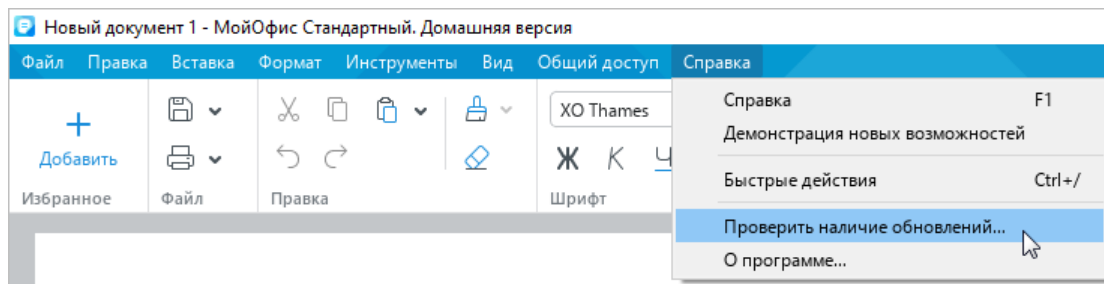 Новый документ 1 - МойОфис Стандартный. Домашняя версия
Файл Правка Вставка Формат Инструменты Вид Общий доступ Справка
Добавить
Избранное Файл Правка
XO Thames
Ж К Ч
Шрифт
Справка F1
Демонстрация новых возможностей
Быстрые действия Ctrl+/
Проверить наличие обновлений...
О программе...